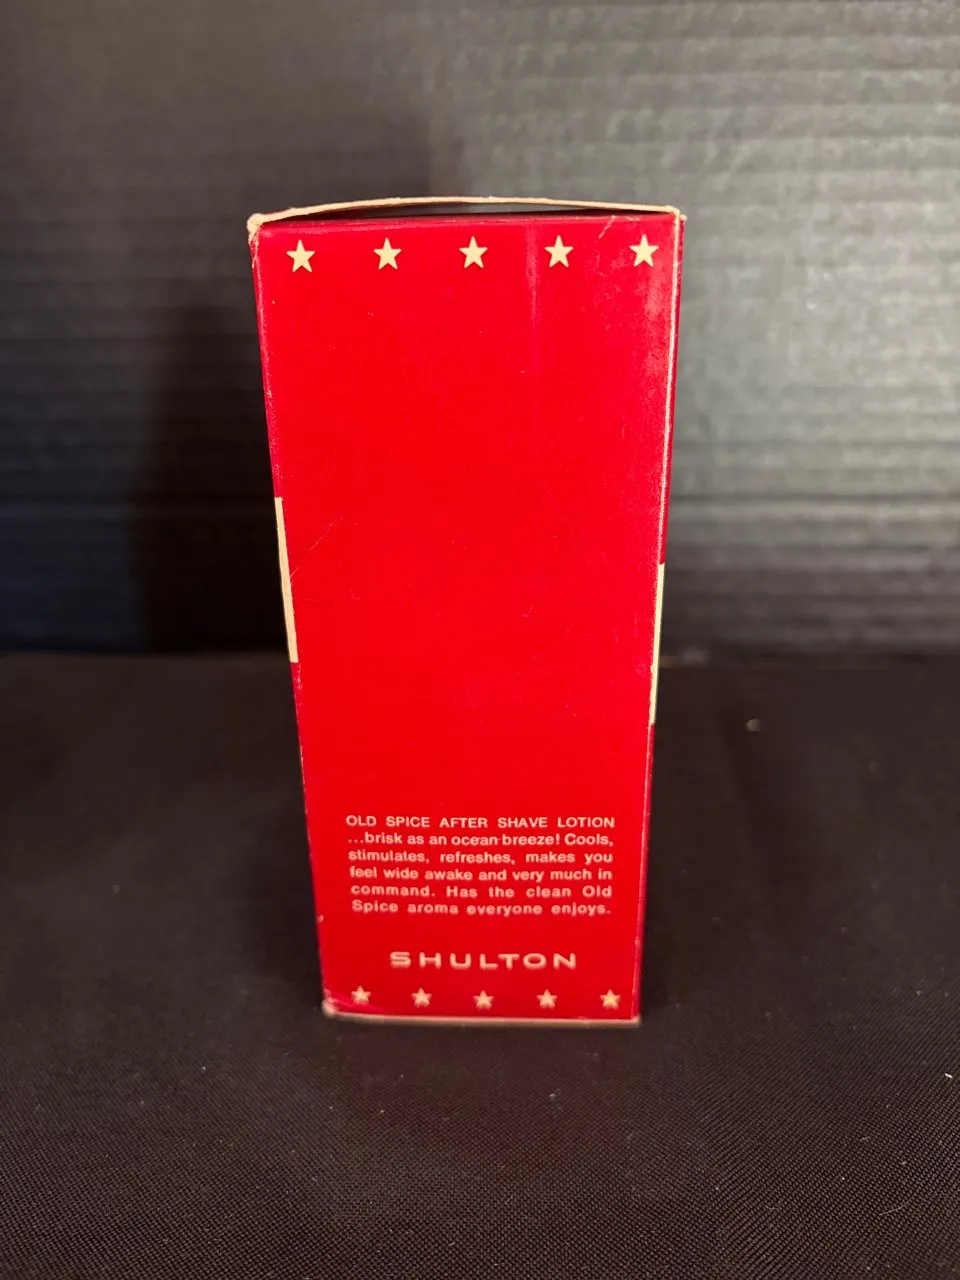 OLD SPICE AFTER SHAVE LOTION
...brisk as an ocean breeze! Cools,
stimulates, refreshes, makes you
feel wide awake and very much in
command. Has the clean Old
Spice aroma everyone enjoys.
SHULTON